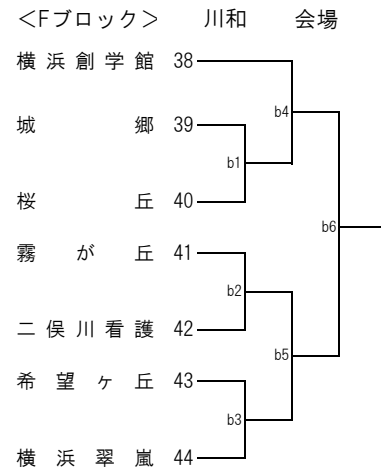 <Fブロック> 川和 会場
横浜創学館 38
b4
城郷 39
b1
桜丘 40
b6
霧が丘 41
b2
二俣川看護 42
b5
希望ヶ丘 43
b3
横浜翠嵐 44